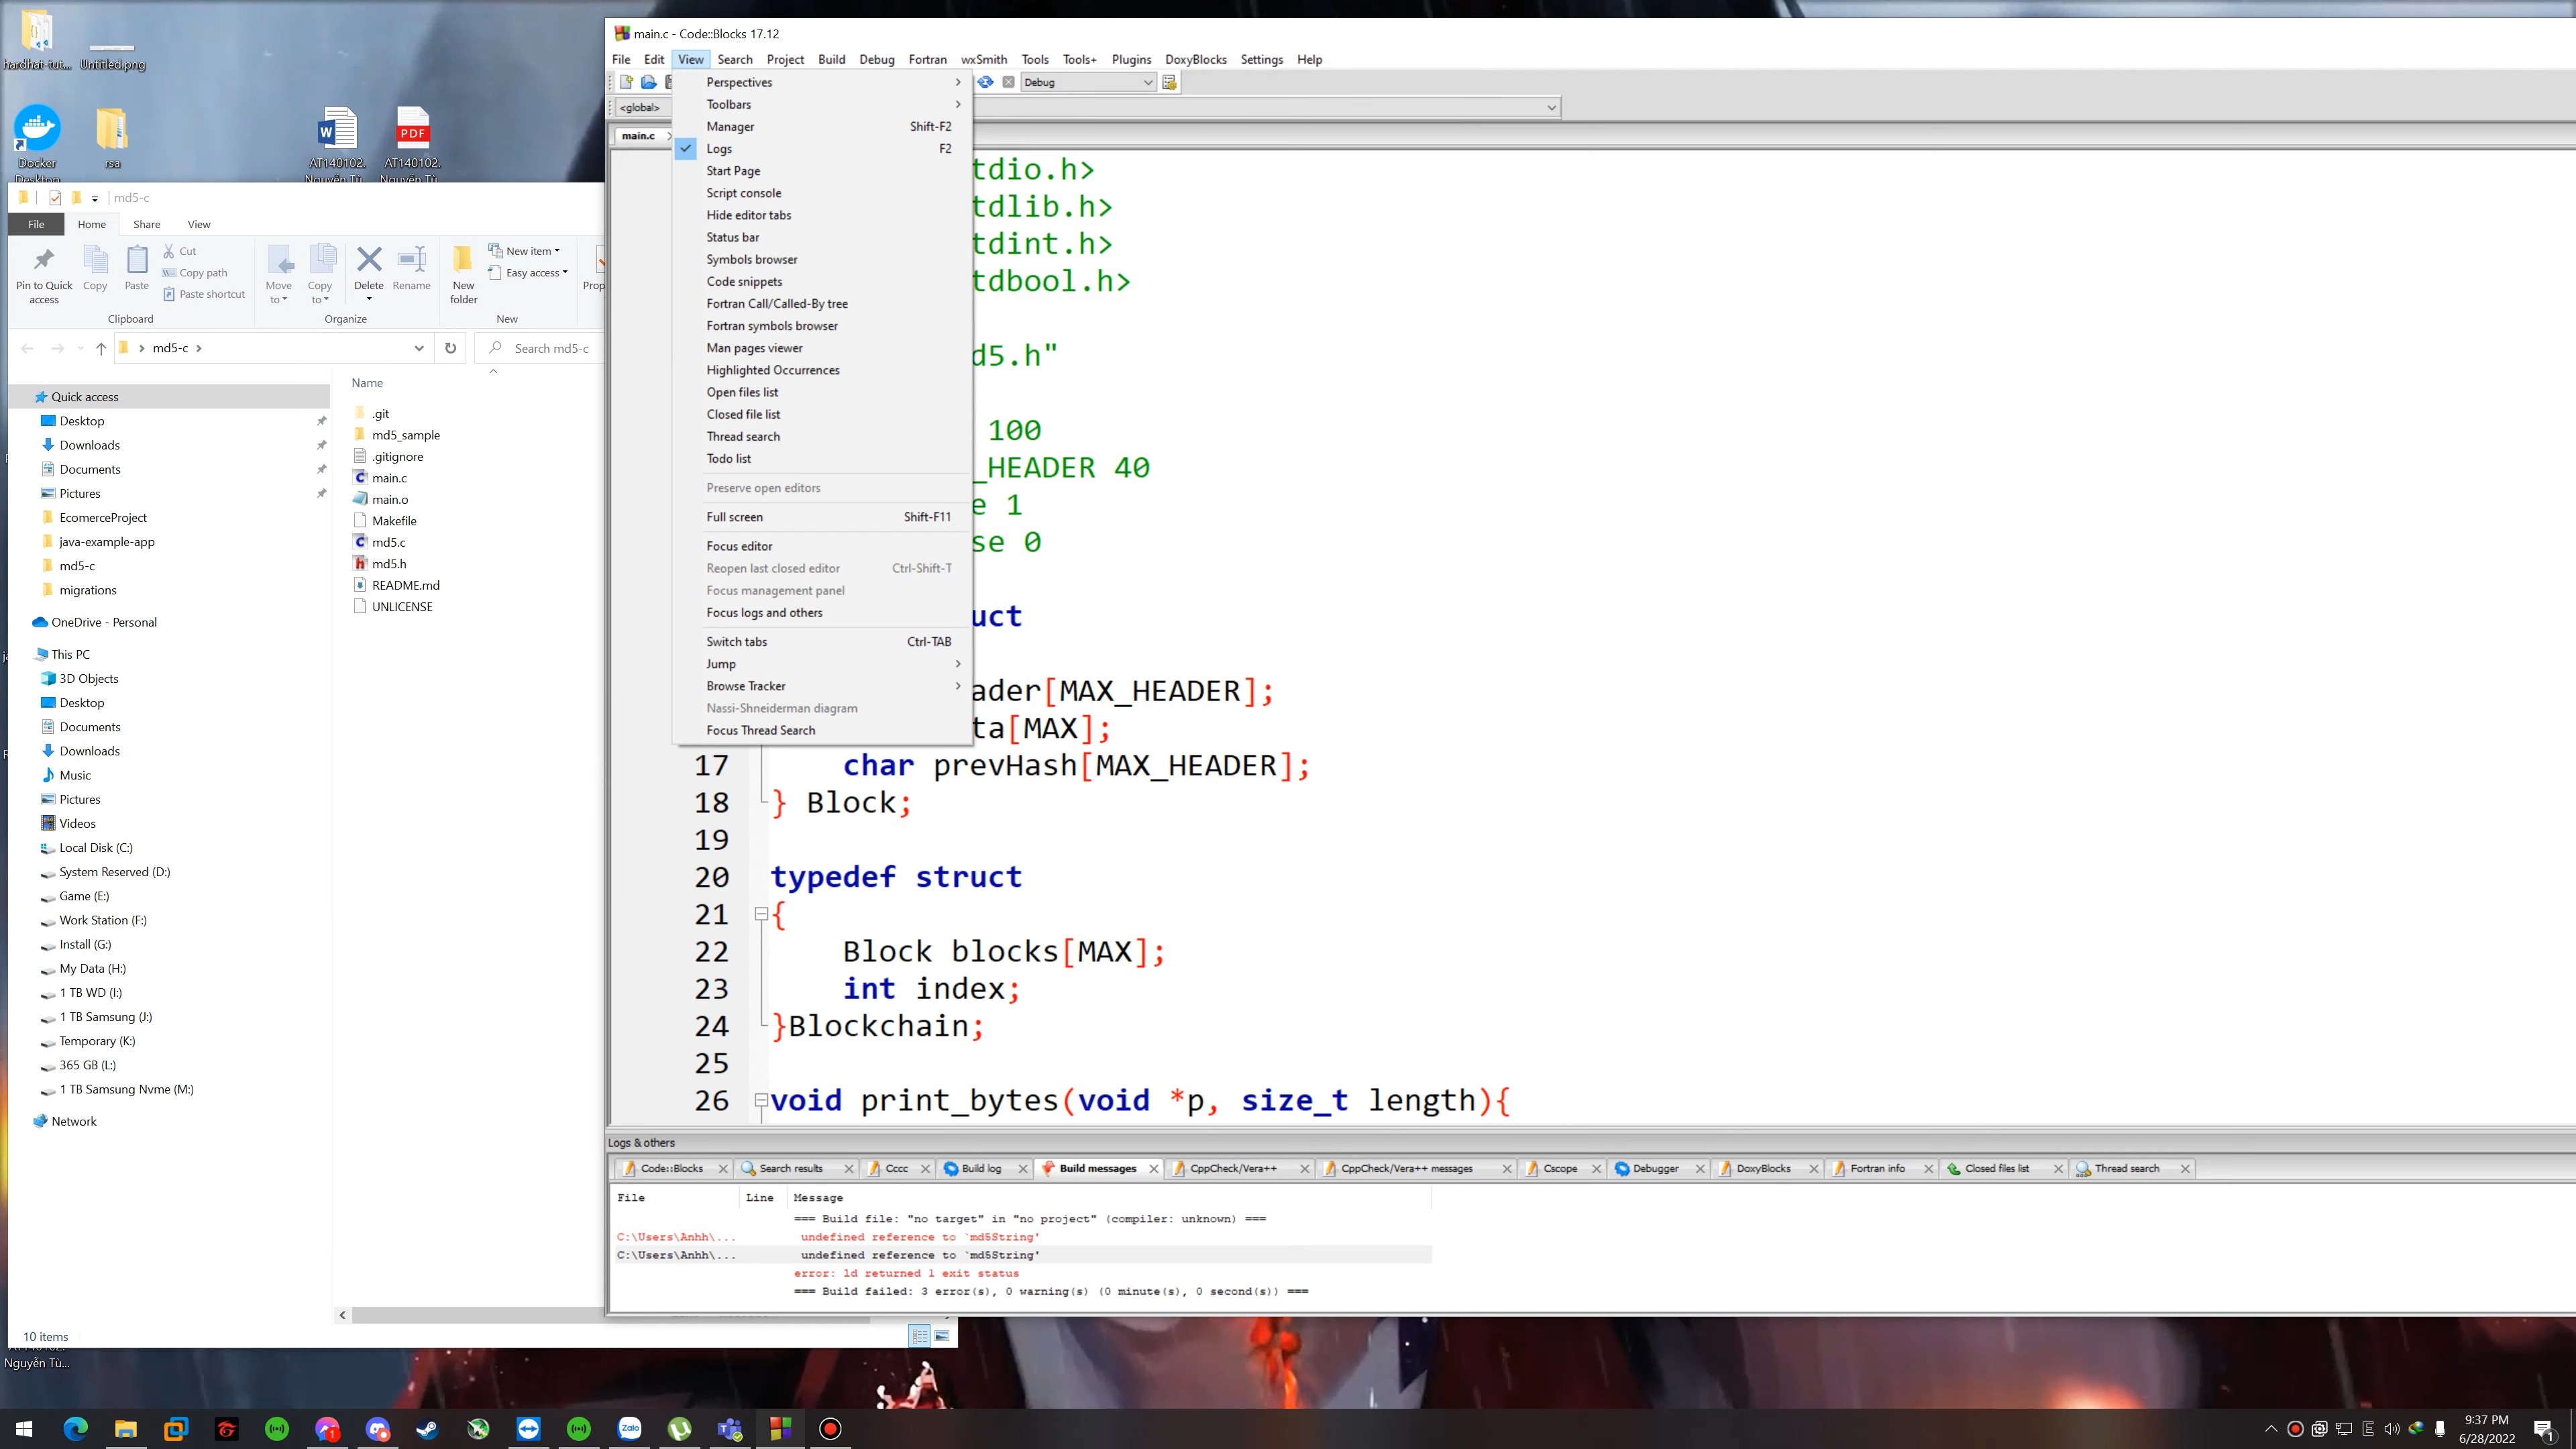 hardhat-tut...
Untitled.png
Docker
Desktop
rsa
AT140102.
Nguyễn Tù...
AT140102.
Nguyễn Tù...
md5-c
File
Home
Share
View
Pin to Quick
access
Copy
Paste
Cut
Copy path
Paste shortcut
Clipboard
Move
to
Copy
to
Delete
Rename
Organize
New
folder
New item
Easy access
New
Prop
md5-c
Search md5-c
Quick access
Desktop
Downloads
Documents
Pictures
EcomerceProject
java-example-app
md5-c
migrations
OneDrive - Personal
This PC
3D Objects
Desktop
Documents
Downloads
Music
Pictures
Videos
Local Disk (C:)
System Reserved (D:)
Game (E:)
Work Station (F:)
Install (G:)
My Data (H:)
1 TB WD (I:)
1 TB Samsung (J:)
Temporary (K:)
365 GB (L:)
1 TB Samsung Nvme (M:)
Network
Name
.git
md5_sample
.gitignore
main.c
main.o
Makefile
md5.c
md5.h
README.md
UNLICENSE
10 items
AT140102.
Nguyễn Tù...
main.c - Code::Blocks 17.12
File Edit View Search Project Build Debug Fortran wxSmith Tools Tools+ Plugins DoxyBlocks Settings Help
Debug
<global>
main.c
Perspectives
Toolbars
Manager Shift-F2
Logs F2
Start Page
Script console
Hide editor tabs
Status bar
Symbols browser
Code snippets
Fortran Call/Called-By tree
Fortran symbols browser
Man pages viewer
Highlighted Occurrences
Open files list
Closed file list
Thread search
Todo list
Preserve open editors
Full screen Shift-F11
Focus editor
Reopen last closed editor Ctrl-Shift-T
Focus management panel
Focus logs and others
Switch tabs Ctrl-TAB
Jump
Browse Tracker
Nassi-Shneiderman diagram
Focus Thread Search
tdio.h>
tdlib.h>
tdint.h>
tdbool.h>
d5.h"
100
_HEADER 40
e 1
se 0
uct
ader[MAX_HEADER];
ta[MAX];
17 char prevHash[MAX_HEADER];
18 } Block;
19
20 typedef struct
21 {
22 Block blocks[MAX];
23 int index;
24 }Blockchain;
25
26 void print_bytes(void *p, size_t length){
Logs & others
Code::Blocks Search results Cccc Build log Build messages CppCheck/Vera++ CppCheck/Vera++ messages Cscope Debugger DoxyBlocks Fortran info Closed files list Thread search
File Line Message
=== Build file: "no target" in "no project" (compiler: unknown) ===
C:\Users\Anhh\... undefined reference to `md5String'
C:\Users\Anhh\... undefined reference to `md5String'
error: ld returned 1 exit status
=== Build failed: 3 error(s), 0 warning(s) (0 minute(s), 0 second(s)) ===
1
Zalo
E
9:37 PM
6/28/2022
1